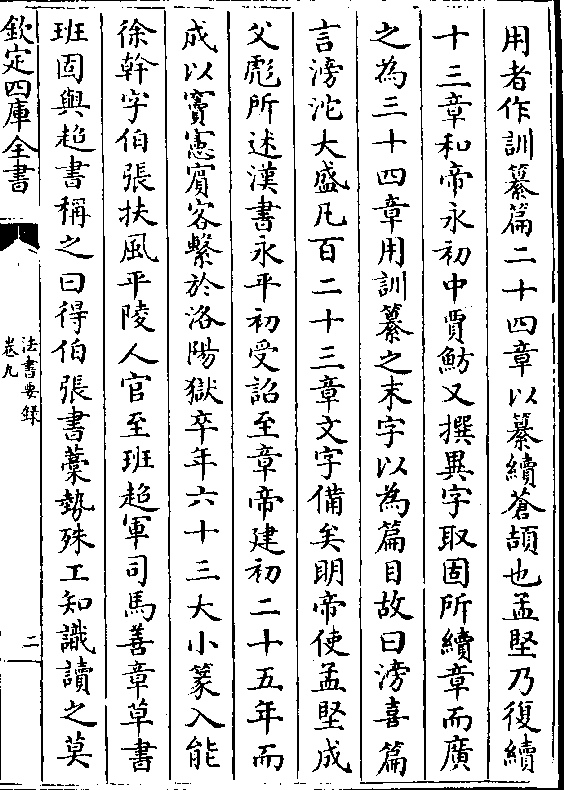 用者作訓纂篇二十四章以纂續蒼頡也孟堅乃復續
十三章和帝永初中賈魴又撰異字取固所續章而廣
之為三十四章用訓纂之末字以為篇目故曰滂喜篇
言滂沱大盛凡百二十三章文字備矣明帝使孟堅成
父彪所述漢書永平初受詔至章帝建初二十五年而
成以竇憲賓客繫於洛陽獄卒年六十三大小篆入能
徐幹字伯張扶風平陵人官至班超軍司馬善章草書
班固與超書稱之曰得伯張書藁勢殊工知識讀之莫
欽定四庫全書
法書要録
卷九
二